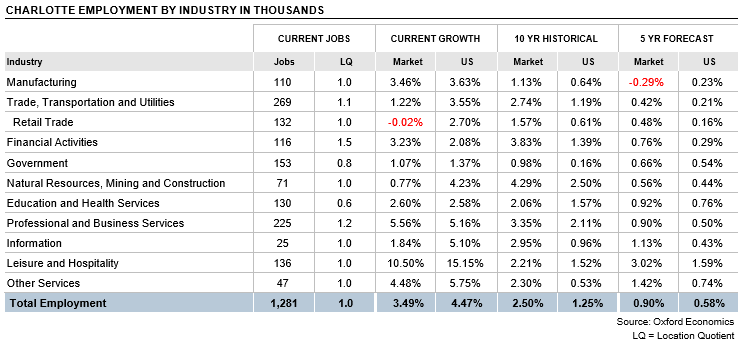 CHARLOTTE EMPLOYMENT BY INDUSTRY IN THOUSANDS
CURRENT JOBS CURRENT GROWTH 10 YR HISTORICAL 5 YR FORECAST
Industry Jobs LQ Market US Market US Market US
Manufacturing 110 1.0 3.46% 3.63% 1.13% 0.64% -0.29% 0.23%
Trade, Transportation and Utilities 269 1.1 1.22% 3.55% 2.74% 1.19% 0.42% 0.21%
Retail Trade 132 1.0 -0.02% 2.70% 1.57% 0.61% 0.48% 0.16%
Financial Activities 116 1.5 3.23% 2.08% 3.83% 1.39% 0.76% 0.29%
Government 153 0.8 1.07% 1.37% 0.98% 0.16% 0.66% 0.54%
Natural Resources, Mining and Construction 71 1.0 0.77% 4.23% 4.29% 2.50% 0.56% 0.44%
Education and Health Services 130 0.6 2.60% 2.58% 2.06% 1.57% 0.92% 0.76%
Professional and Business Services 225 1.2 5.56% 5.16% 3.35% 2.11% 0.90% 0.50%
Information 25 1.0 1.84% 5.10% 2.95% 0.96% 1.13% 0.43%
Leisure and Hospitality 136 1.0 10.50% 15.15% 2.21% 1.52% 3.02% 1.59%
Other Services 47 1.0 4.48% 5.75% 2.30% 0.53% 1.42% 0.74%
Total Employment 1,281 1.0 3.49% 4.47% 2.50% 1.25% 0.90% 0.58%
Source: Oxford Economics
LQ = Location Quotient